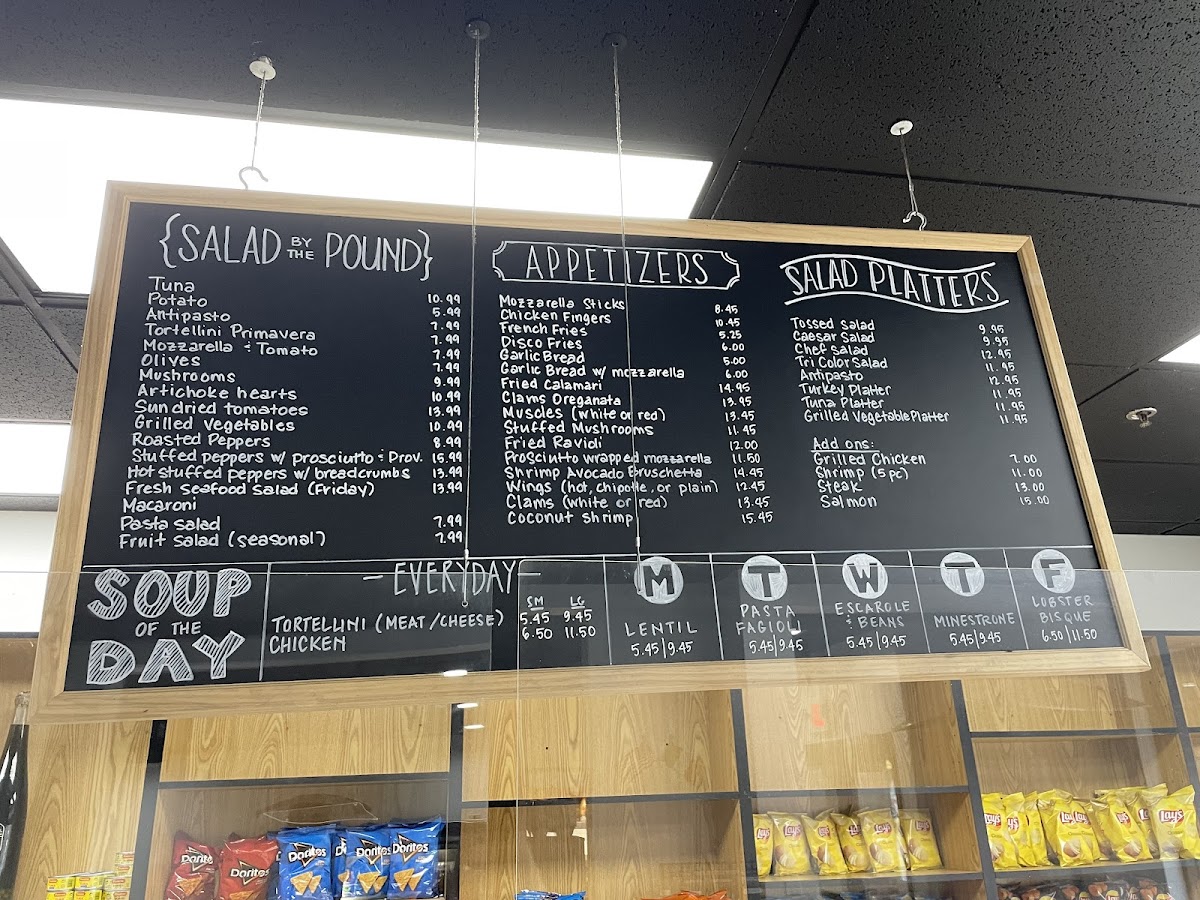 {SALAD BY THE POUND}
Tuna 10.99
Potato 5.99
Antipasto 7.99
Tortellini Primavera 7.99
Mozzarella & Tomato 7.99
Olives 7.99
Mushrooms 9.99
Artichoke hearts 10.99
Sundried tomatoes 13.99
Grilled Vegetables 10.99
Roasted Peppers 8.99
Stuffed peppers w/ prosciutto & Prov. 15.99
Hot stuffed peppers w/ breadcrumbs 13.99
Fresh Seafood Salad (Friday) 13.99
Macaroni
Pasta salad 7.99
Fruit Salad (seasonal) 7.99
APPETIZERS
Mozzarella Sticks 8.45
Chicken Fingers 10.45
French Fries 5.25
Disco Fries 6.00
Garlic Bread 5.00
Garlic Bread w/ mozzarella 6.00
Fried Calamari 14.95
Clams Oreganata 13.95
Muscles (white or red) 13.45
Stuffed Mushrooms 11.45
Fried Ravioli 12.00
Prosciutto wrapped mozzarella 11.50
Shrimp Avocado Bruschetta 14.45
Wings (hot, chipotle, or plain) 12.45
Clams (white or red) 13.45
Coconut shrimp 15.45
SALAD PLATTERS
Tossed Salad 9.95
Caesar Salad 9.95
Chef Salad 12.95
Tri Color Salad 11.95
Antipasto 12.95
Turkey Platter 11.95
Tuna Platter 11.95
Grilled Vegetable Platter 11.95
Add ons:
Grilled Chicken 7.00
Shrimp (5 pc) 11.00
Steak 13.00
Salmon 15.00
SOUP
OF THE
DAY
- EVERYDAY -
SM LG
TORTELLINI (MEAT/CHEESE) 5.45 9.45
CHICKEN 6.50 11.50
M
LENTIL
5.45|9.45
T
PASTA
FAGIOLI
5.45|9.45
W
ESCAROLE
& BEANS
5.45|9.45
T
MINESTRONE
5.45|9.45
F
LOBSTER
BISQUE
6.50|11.50
Doritos
Doritos
Doritos
Doritos
Doritos
Lay's
Lay's
Lay's
Lay's
Lay's
Lay's
Lay's
Lay's